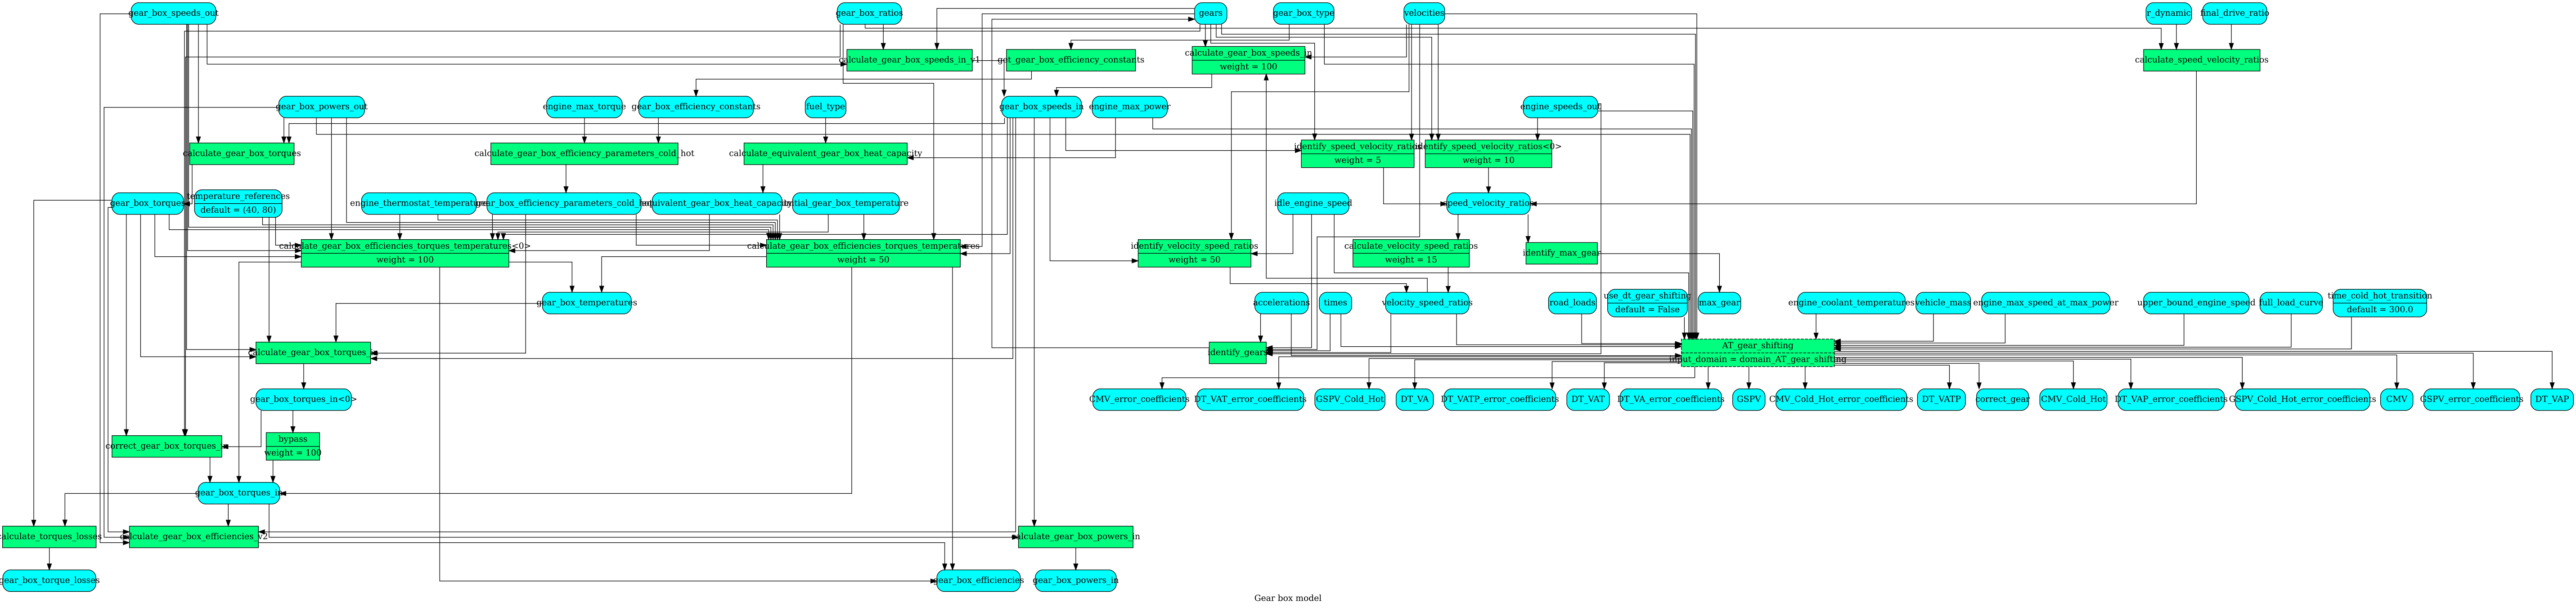 gear_box_speeds_out
gear_box_ratios
gears
gear_box_type
velocities
r_dynamic
final_drive_ratio
calculate_gear_box_speeds_in_v1
get_gear_box_efficiency_constants
calculate_gear_box_speeds_in
weight = 100
calculate_speed_velocity_ratios
gear_box_powers_out
engine_max_torque
gear_box_efficiency_constants
fuel_type
gear_box_speeds_in
engine_max_power
engine_speeds_out
calculate_gear_box_torques
calculate_gear_box_efficiency_parameters_cold_hot
calculate_equivalent_gear_box_heat_capacity
identify_speed_velocity_ratios
weight = 5
identify_speed_velocity_ratios<0>
weight = 10
gear_box_torques
temperature_references
default = (40, 80)
engine_thermostat_temperature
gear_box_efficiency_parameters_cold_hot
equivalent_gear_box_heat_capacity
initial_gear_box_temperature
idle_engine_speed
speed_velocity_ratios
calculate_gear_box_efficiencies_torques_temperatures<0>
weight = 100
calculate_gear_box_efficiencies_torques_temperatures
weight = 50
identify_velocity_speed_ratios
weight = 50
calculate_velocity_speed_ratios
weight = 15
identify_max_gear
gear_box_temperatures
accelerations
times
velocity_speed_ratios
road_loads
use_dt_gear_shifting
default = False
max_gear
engine_coolant_temperatures
vehicle_mass
engine_max_speed_at_max_power
upper_bound_engine_speed
full_load_curve
time_cold_hot_transition
default = 300.0
calculate_gear_box_torques_in
identify_gears
AT_gear_shifting
input_domain = domain_AT_gear_shifting
gear_box_torques_in<0>
CMV_error_coefficients
DT_VAT_error_coefficients
GSPV_Cold_Hot
DT_VA
DT_VATP_error_coefficients
DT_VAT
DT_VA_error_coefficients
GSPV
CMV_Cold_Hot_error_coefficients
DT_VATP
correct_gear
CMV_Cold_Hot
DT_VAP_error_coefficients
GSPV_Cold_Hot_error_coefficients
CMV
GSPV_error_coefficients
DT_VAP
correct_gear_box_torques_in
bypass
weight = 100
gear_box_torques_in
calculate_torques_losses
calculate_gear_box_efficiencies_v2
calculate_gear_box_powers_in
gear_box_torque_losses
gear_box_efficiencies
gear_box_powers_in
Gear box model